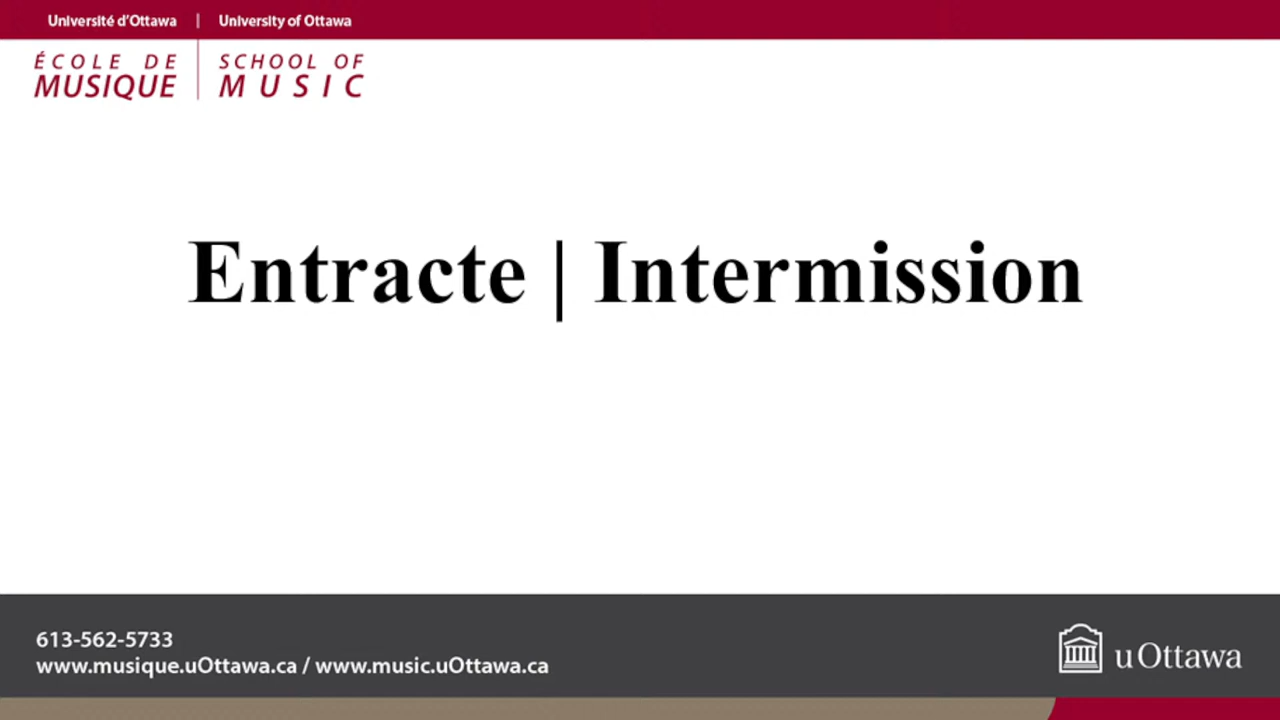 Université d'Ottawa | University of Ottawa
ÉCOLE DE MUSIQUE | SCHOOL OF MUSIC
Entracte | Intermission
613-562-5733
www.musique.uOttawa.ca / www.music.uOttawa.ca
uOttawa